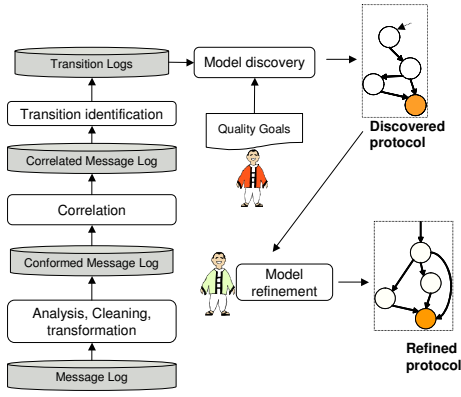 Transition Logs
Model discovery
Transition identification
Quality Goals
Discovered
protocol
Correlated Message Log
Correlation
Conformed Message Log
Model
refinement
Analysis, Cleaning,
transformation
Refined
protocol
Message Log